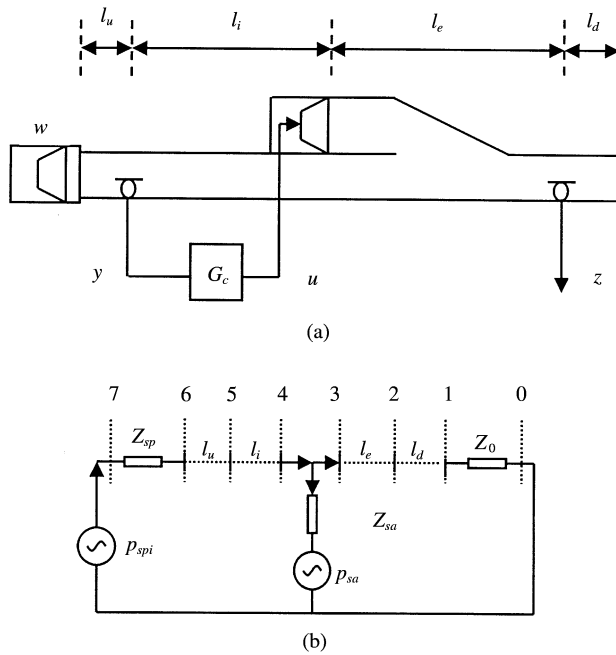 l_u l_i l_e l_d
w
G_c
y u z
(a)
7 6 5 4 3 2 1 0
Z_sp l_u l_i l_e l_d Z_0
Z_sa
p_spi p_sa
(b)